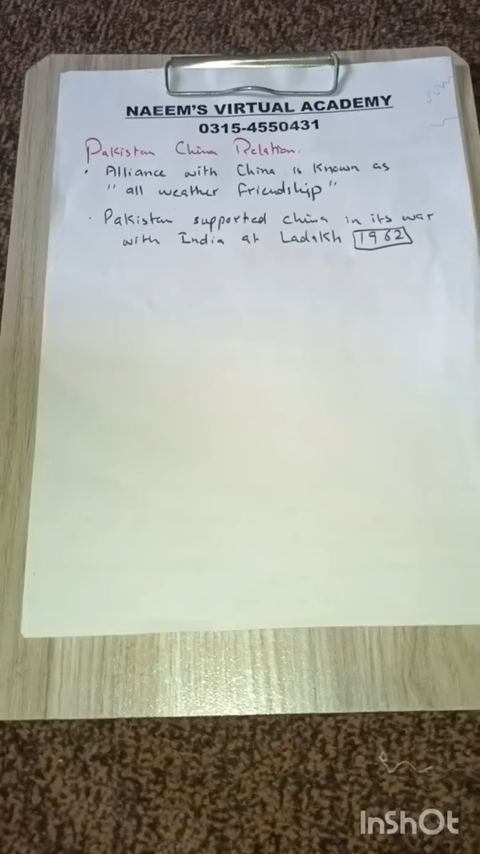 NAEEM'S VIRTUAL ACADEMY
0315-4550431
Pakistan China Relation.
• Alliance with China is known as
"all weather friendship"
• Pakistan supported china in its war
with India at Ladakh 1962
InShOt